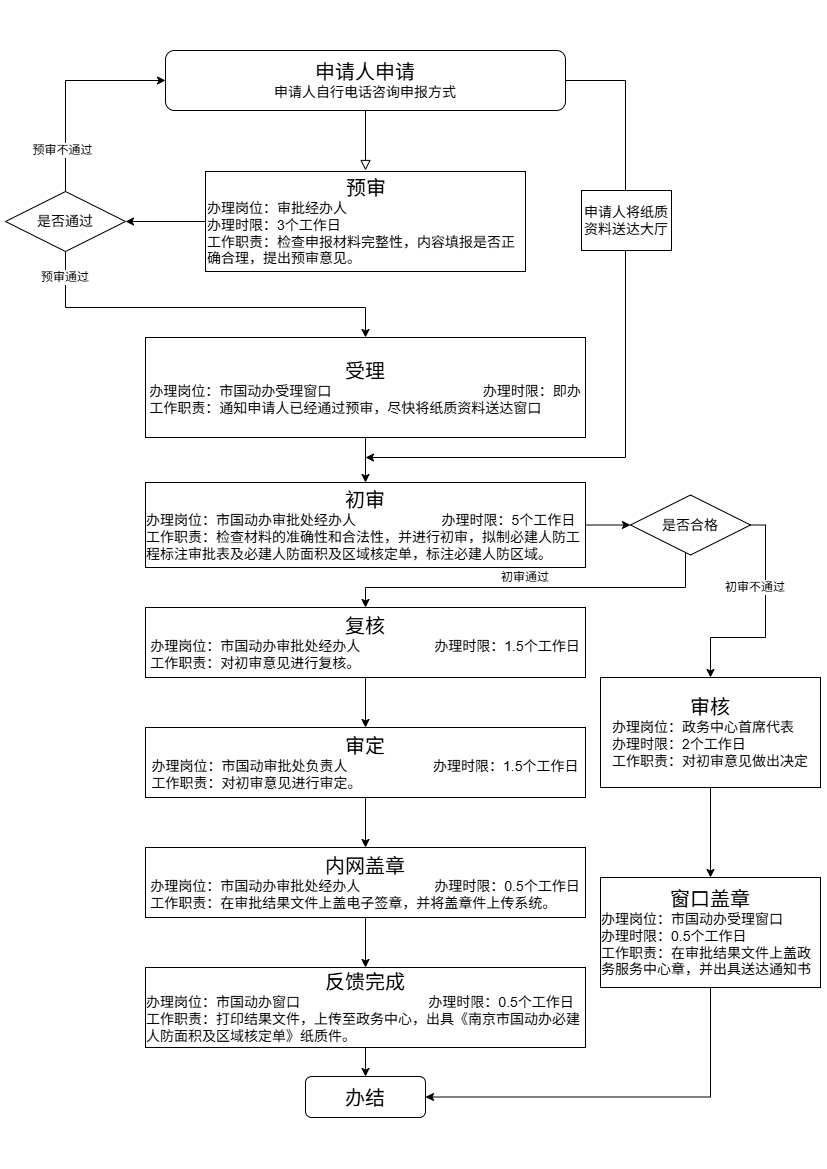 申请人申请
申请人自行电话咨询申报方式
预审不通过
预审
办理岗位：审批经办人
办理时限：3个工作日
工作职责：检查申报材料完整性，内容填报是否正
确合理，提出预审意见。
是否通过
申请人将纸质
资料送达大厅
预审通过
受理
办理岗位：市国动办受理窗口 办理时限：即办
工作职责：通知申请人已经通过预审，尽快将纸质资料送达窗口
初审
办理岗位：市国动办审批处经办人 办理时限：5个工作日
工作职责：检查材料的准确性和合法性，并进行初审，拟制必建人防工
程标注审批表及必建人防面积及区域核定单，标注必建人防区域。
是否合格
初审通过
初审不通过
复核
办理岗位：市国动办审批处经办人 办理时限：1.5个工作日
工作职责：对初审意见进行复核。
审核
办理岗位：政务中心首席代表
办理时限：2个工作日
工作职责：对初审意见做出决定
审定
办理岗位：市国动审批处负责人 办理时限：1.5个工作日
工作职责：对初审意见进行审定。
内网盖章
办理岗位：市国动办审批处经办人 办理时限：0.5个工作日
工作职责：在审批结果文件上盖电子签章，并将盖章件上传系统。
窗口盖章
办理岗位：市国动办受理窗口
办理时限：0.5个工作日
工作职责：在审批结果文件上盖政
务服务中心章，并出具送达通知书
反馈完成
办理岗位：市国动办窗口 办理时限：0.5个工作日
工作职责：打印结果文件，上传至政务中心，出具《南京市国动办必建
人防面积及区域核定单》纸质件。
办结